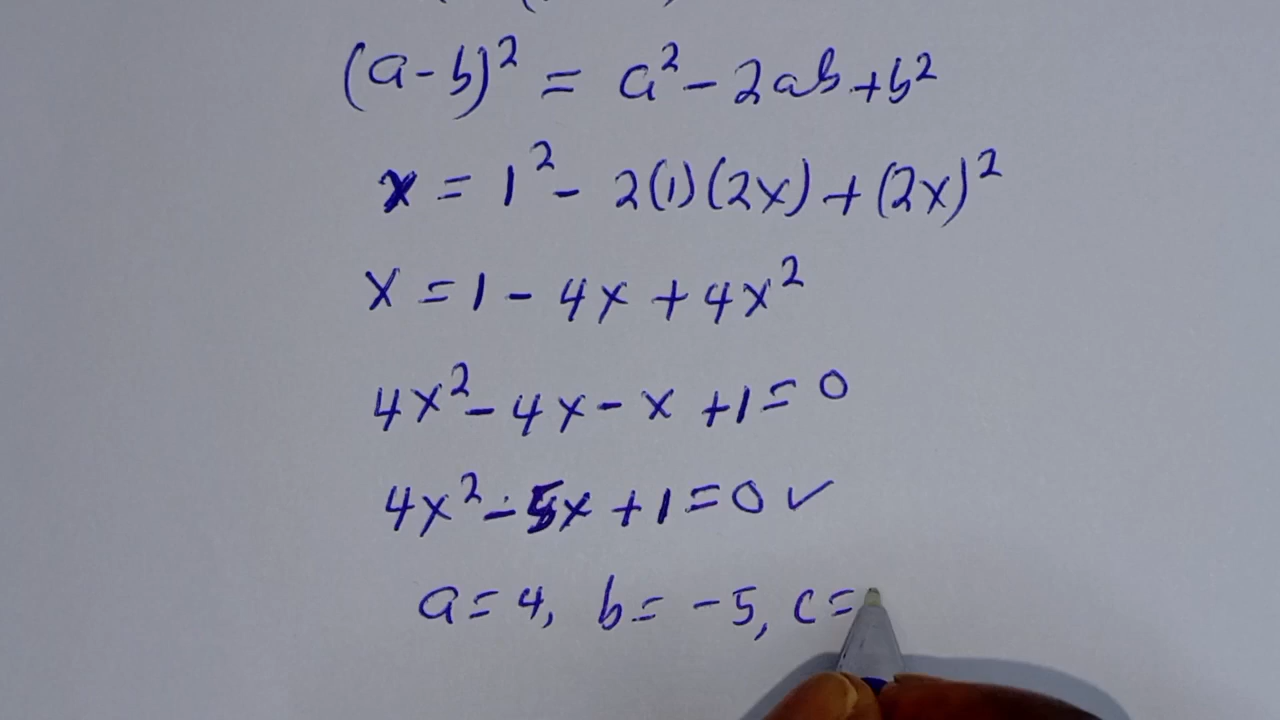 (a-b)² = a² - 2ab + b²
x = 1² - 2(1)(2x) + (2x)²
x = 1 - 4x + 4x²
4x² - 4x - x + 1 = 0
4x² - 5x + 1 = 0 ✓
a = 4, b = -5, c =